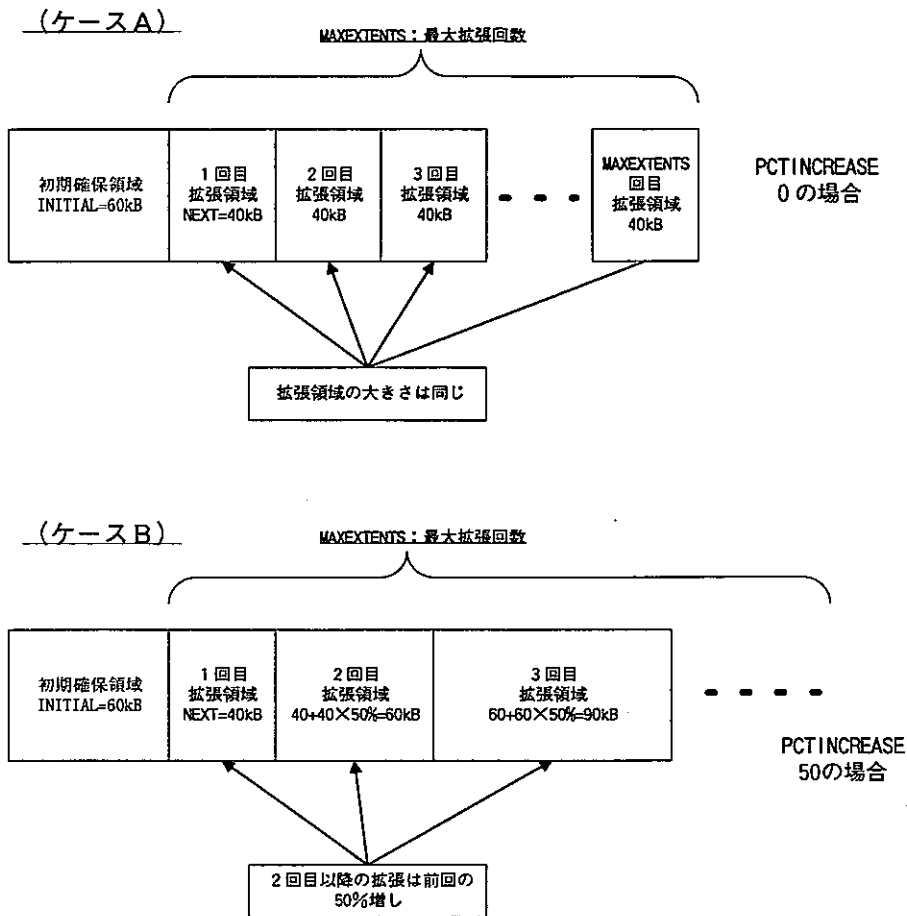 （ケースA）
MAXEXTENTS：最大拡張回数
初期確保領域
INITIAL=60kB
1回目
拡張領域
NEXT=40kB
2回目
拡張領域
40kB
3回目
拡張領域
40kB
MAXEXTENTS
回目
拡張領域
40kB
PCTINCREASE
0の場合
拡張領域の大きさは同じ
（ケースB）
MAXEXTENTS：最大拡張回数
初期確保領域
INITIAL=60kB
1回目
拡張領域
NEXT=40kB
2回目
拡張領域
40+40×50%=60kB
3回目
拡張領域
60+60×50%=90kB
PCTINCREASE
50の場合
2回目以降の拡張は前回の
50%増し